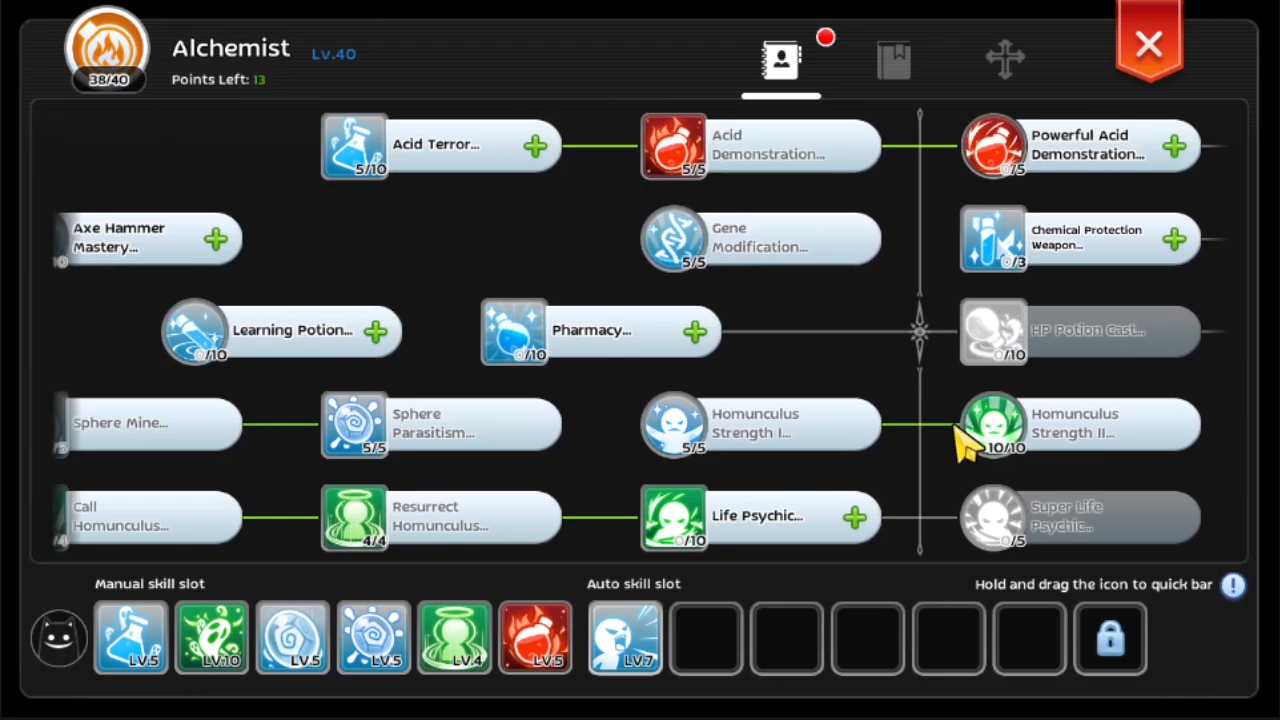 Alchemist Lv.40
38/40
Points Left: 13
Acid Terror...
5/10
Acid
Demonstration...
5/5
Powerful Acid
Demonstration...
0/5
Axe Hammer
Mastery...
Gene
Modification...
5/5
Chemical Protection
Weapon...
0/3
Learning Potion...
0/10
Pharmacy...
0/10
HP Potion Cast...
0/10
Sphere Mine...
Sphere
Parasitism...
5/5
Homunculus
Strength I...
5/5
Homunculus
Strength II...
10/10
Call
Homunculus...
Resurrect
Homunculus...
4/4
Life Psychic...
0/10
Super Life
Psychic...
0/5
Manual skill slot
Auto skill slot
Hold and drag the icon to quick bar
LV.5
LV.10
LV.5
LV.5
LV.4
LV.5
LV.7